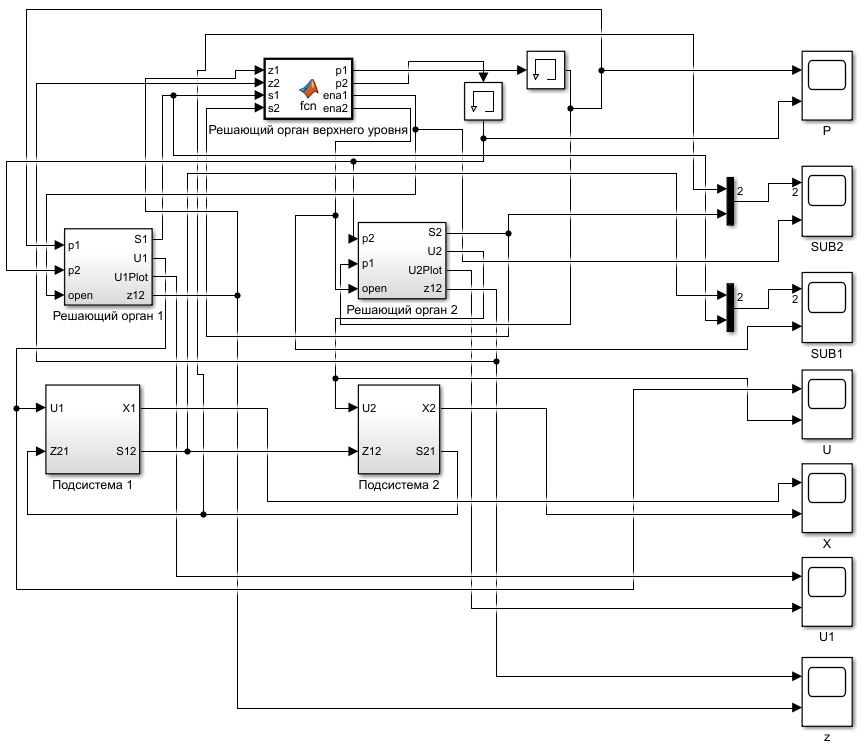 z1 p1
z2 p2
s1 ena1
s2 ena2
fcn
Решающий орган верхнего уровня
P
2
2
SUB2
p1 S1
p2 U1
U1Plot
open z12
Решающий орган 1
p2 S2
p1 U2
U2Plot
open z12
Решающий орган 2
2
2
SUB1
U
U1 X1
Z21 S12
Подсистема 1
U2 X2
Z12 S21
Подсистема 2
X
U1
z